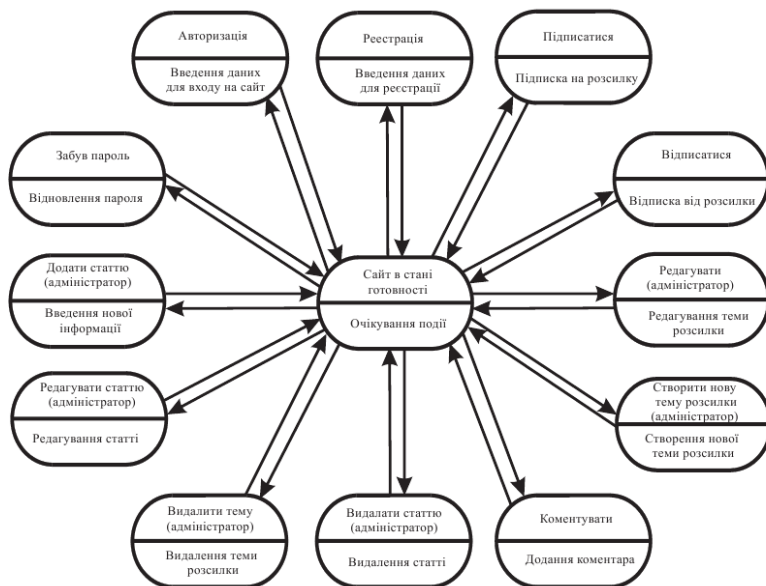 Авторизація
Введення даних
для входу на сайт
Реестрація
Введення даних
для реєстрації
Підписатися
Підписка на розсилку
Забув пароль
Відновлення пароля
Відписатися
Відписка від розсилки
Додати статтю
(адміністратор)
Введення нової
інформації
Сайт в стані
готовності
Очікування події
Редагувати
(адміністратор)
Редагування теми
розсилки
Редагувати статтю
(адміністратор)
Редагування статті
Створити нову
тему розсилки
(адміністратор)
Створення нової
теми розсилки
Видалити тему
(адміністратор)
Видалення теми
розсилки
Видалати статтю
(адміністратор)
Видалення статті
Коментувати
Додання коментара